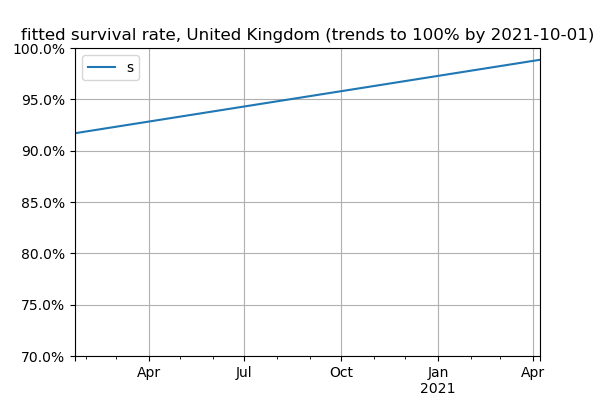 fitted survival rate, United Kingdom (trends to 100% by 2021-10-01)
100.0%
s
95.0%
90.0%
85.0%
80.0%
75.0%
70.0%
Apr Jul Oct Jan Apr
2021